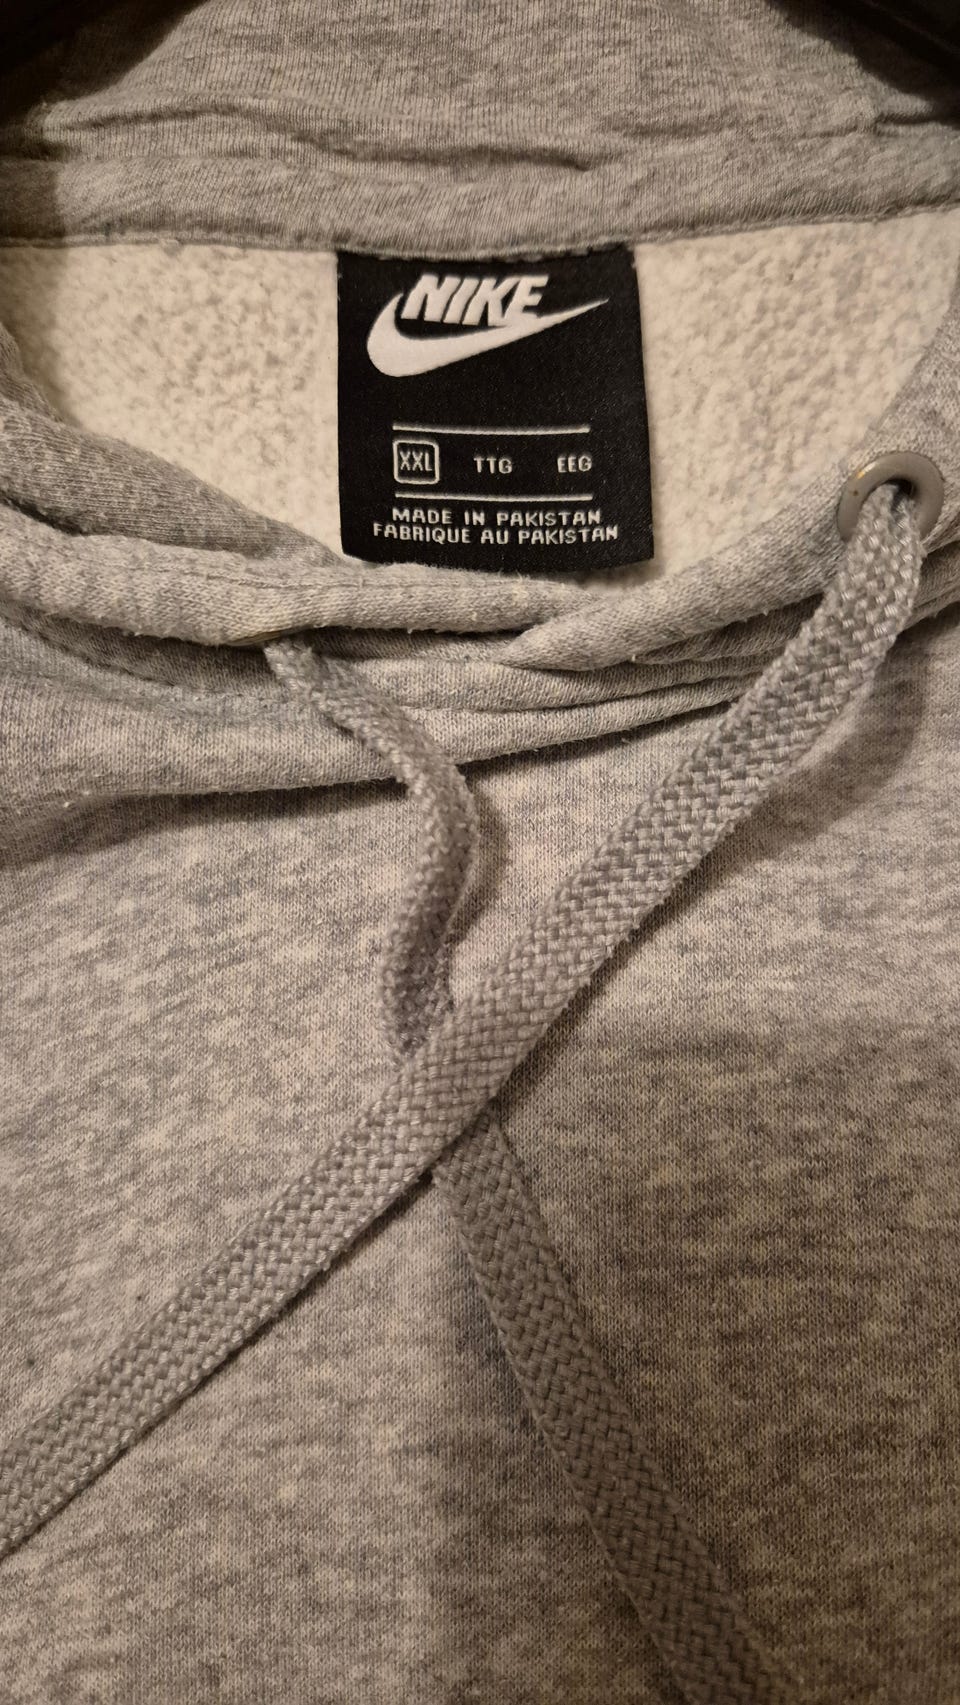 NIKE
XXL TTG EEG
MADE IN PAKISTAN
FABRIQUE AU PAKISTAN